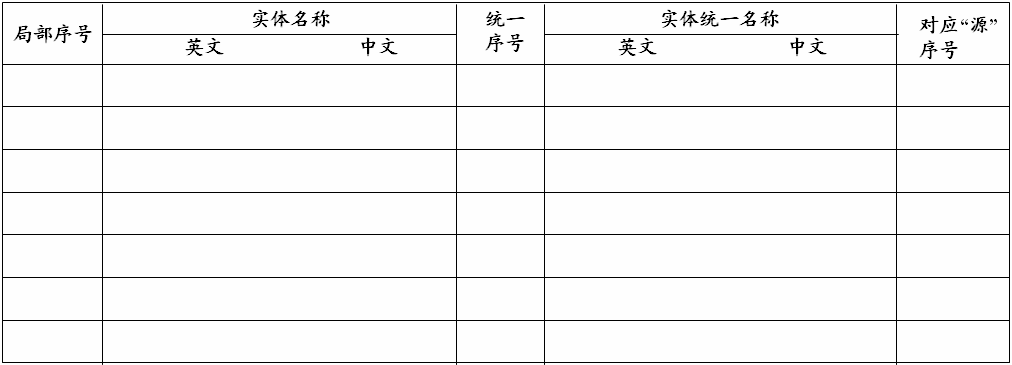 局部序号
实体名称
英文 中文
统一
序号
实体统一名称
英文 中文
对应“源”
序号